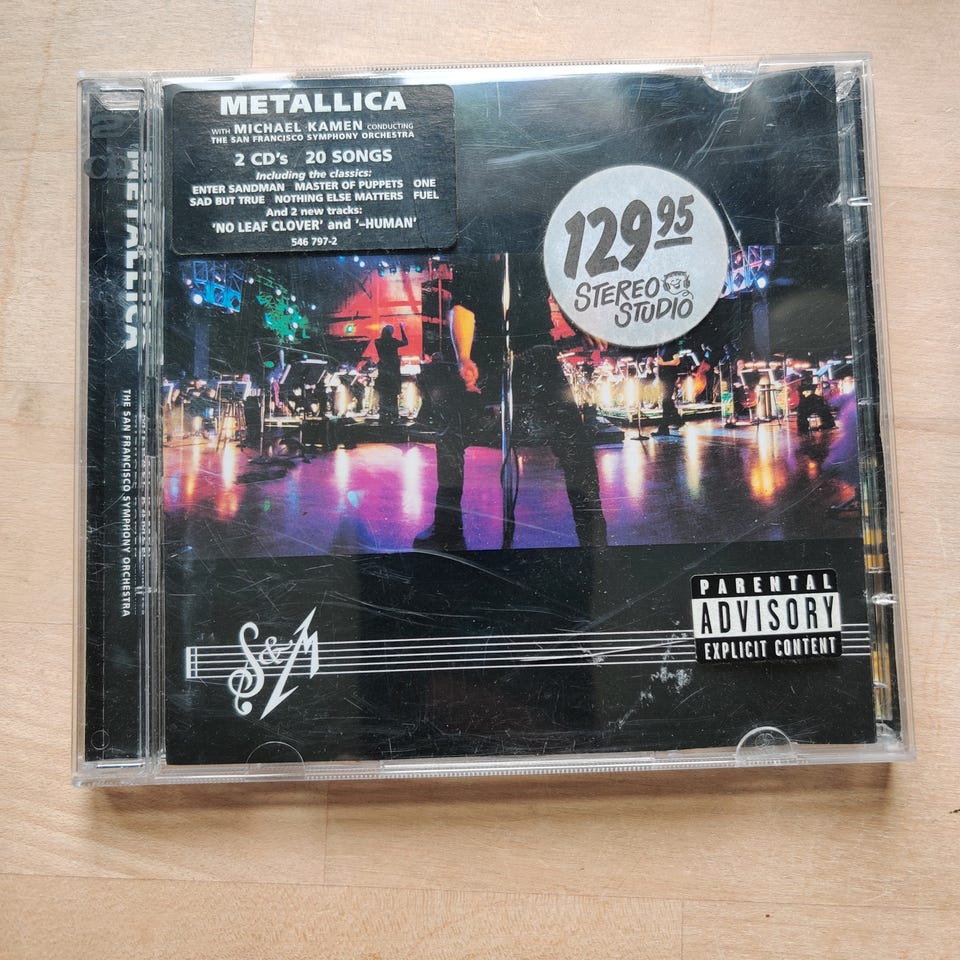 METALLICA
WITH MICHAEL KAMEN CONDUCTING
THE SAN FRANCISCO SYMPHONY ORCHESTRA
2 CD's 20 SONGS
Including the classics:
ENTER SANDMAN MASTER OF PUPPETS ONE
SAD BUT TRUE NOTHING ELSE MATTERS FUEL
And 2 new tracks:
'NO LEAF CLOVER' and '–HUMAN'
546 797-2
129 95
STEREO
STUDIO
2
CD
METALLICA
THE SAN FRANCISCO SYMPHONY ORCHESTRA
S&M
PARENTAL
ADVISORY
EXPLICIT CONTENT